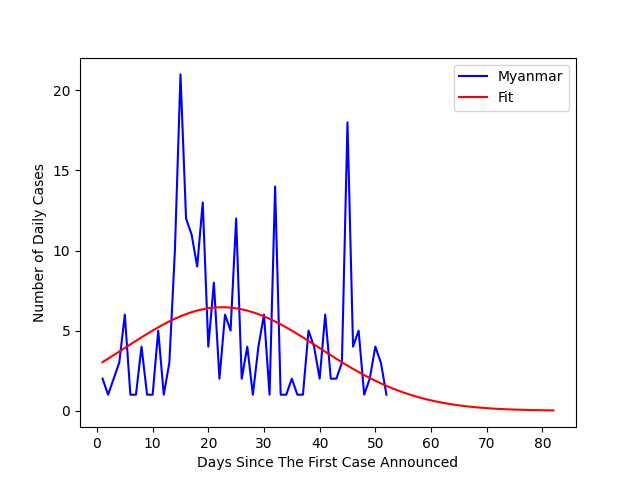 Myanmar
Fit
Number of Daily Cases
20
15
10
5
0
0 10 20 30 40 50 60 70 80
Days Since The First Case Announced